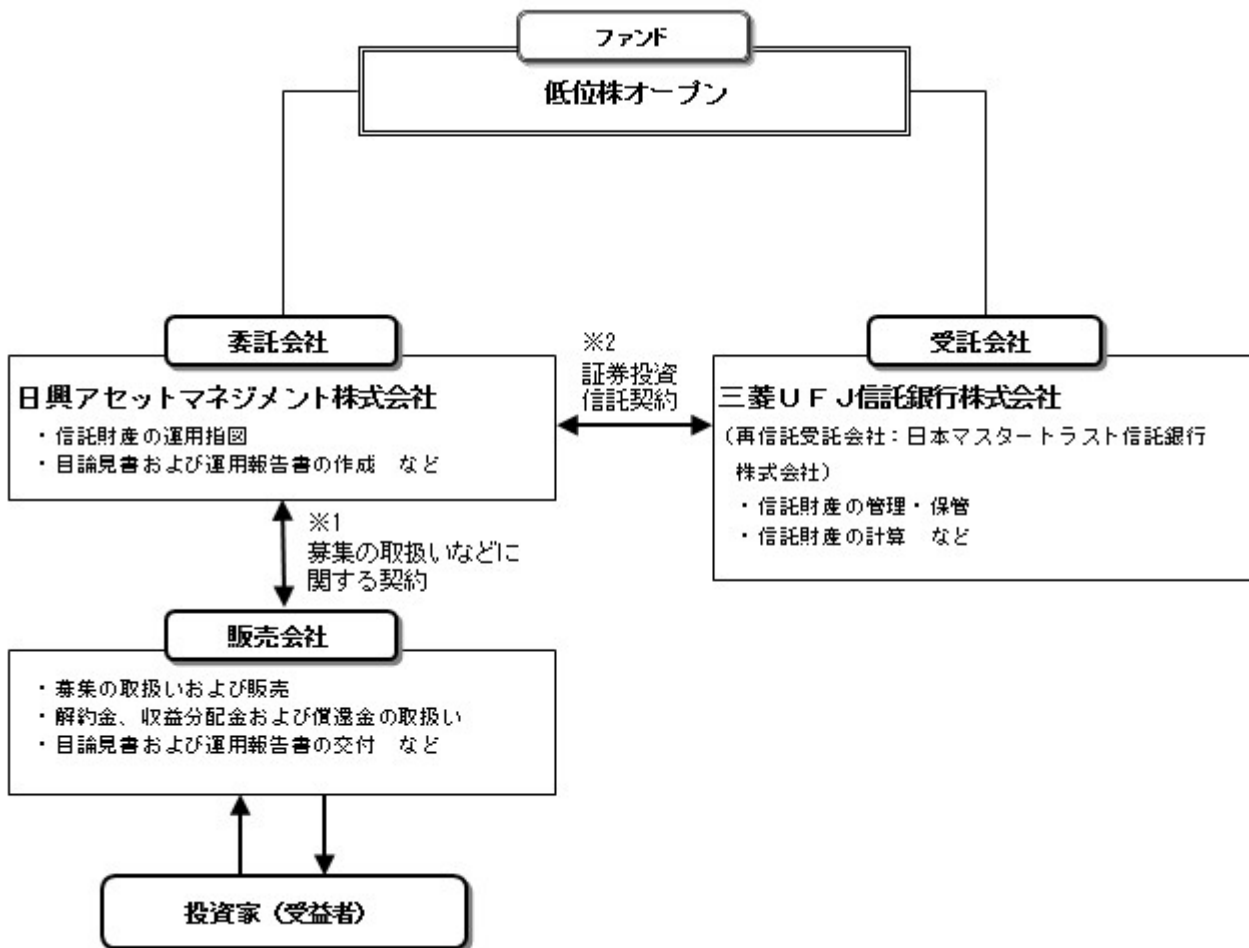 ファンド
低位株オープン
委託会社
日興アセットマネジメント株式会社
・信託財産の運用指図
・目論見書および運用報告書の作成　など
※2
証券投資
信託契約
受託会社
三菱ＵＦＪ信託銀行株式会社
（再信託受託会社：日本マスタートラスト信託銀行
株式会社）
・信託財産の管理・保管
・信託財産の計算　など
※1
募集の取扱いなどに
関する契約
販売会社
・募集の取扱いおよび販売
・解約金、収益分配金および償還金の取扱い
・目論見書および運用報告書の交付　など
投資家（受益者）